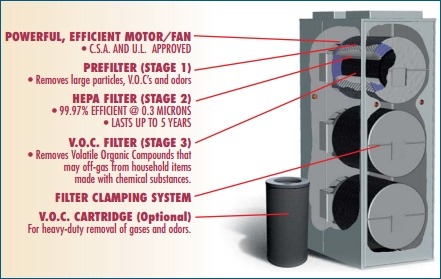 POWERFUL, EFFICIENT MOTOR/FAN
• C.S.A. AND U.L. APPROVED
PREFILTER (STAGE 1)
• Removes large particles, V.O.C's and odors
HEPA FILTER (STAGE 2)
• 99.97% EFFICIENT @ 0.3 MICRONS
• LASTS UP TO 5 YEARS
V.O.C. FILTER (STAGE 3)
• Removes Volatile Organic Compounds that
may off-gas from household items
made with chemical substances.
FILTER CLAMPING SYSTEM
V.O.C. CARTRIDGE (Optional)
For heavy-duty removal of gases and odors.